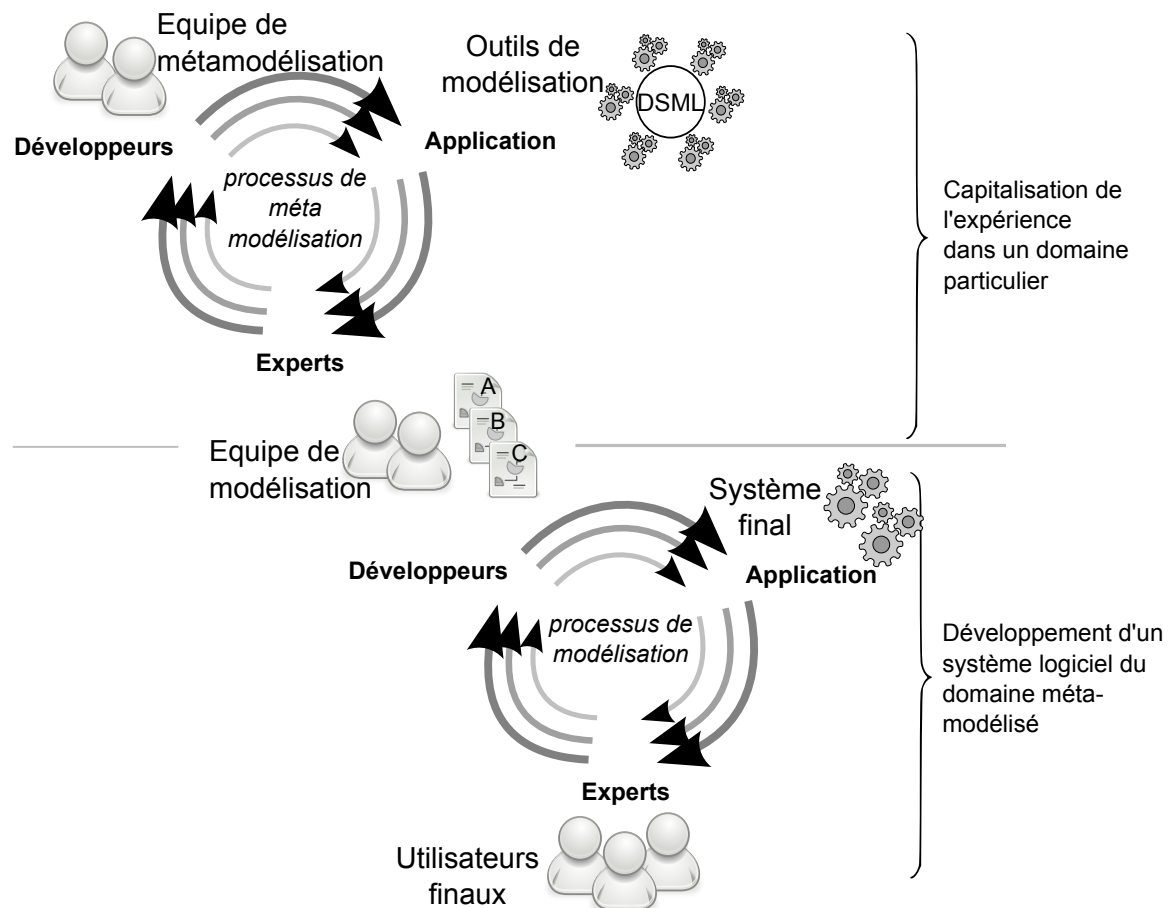 Equipe de
métamodélisation
Outils de
modélisation
DSML
Développeurs
Application
processus de
méta
modélisation
Experts
Capitalisation de
l'expérience
dans un domaine
particulier
A
B
C
Equipe de
modélisation
Système
final
Développeurs
Application
processus de
modélisation
Experts
Développement d'un
système logiciel du
domaine méta-
modélisé
Utilisateurs
finaux